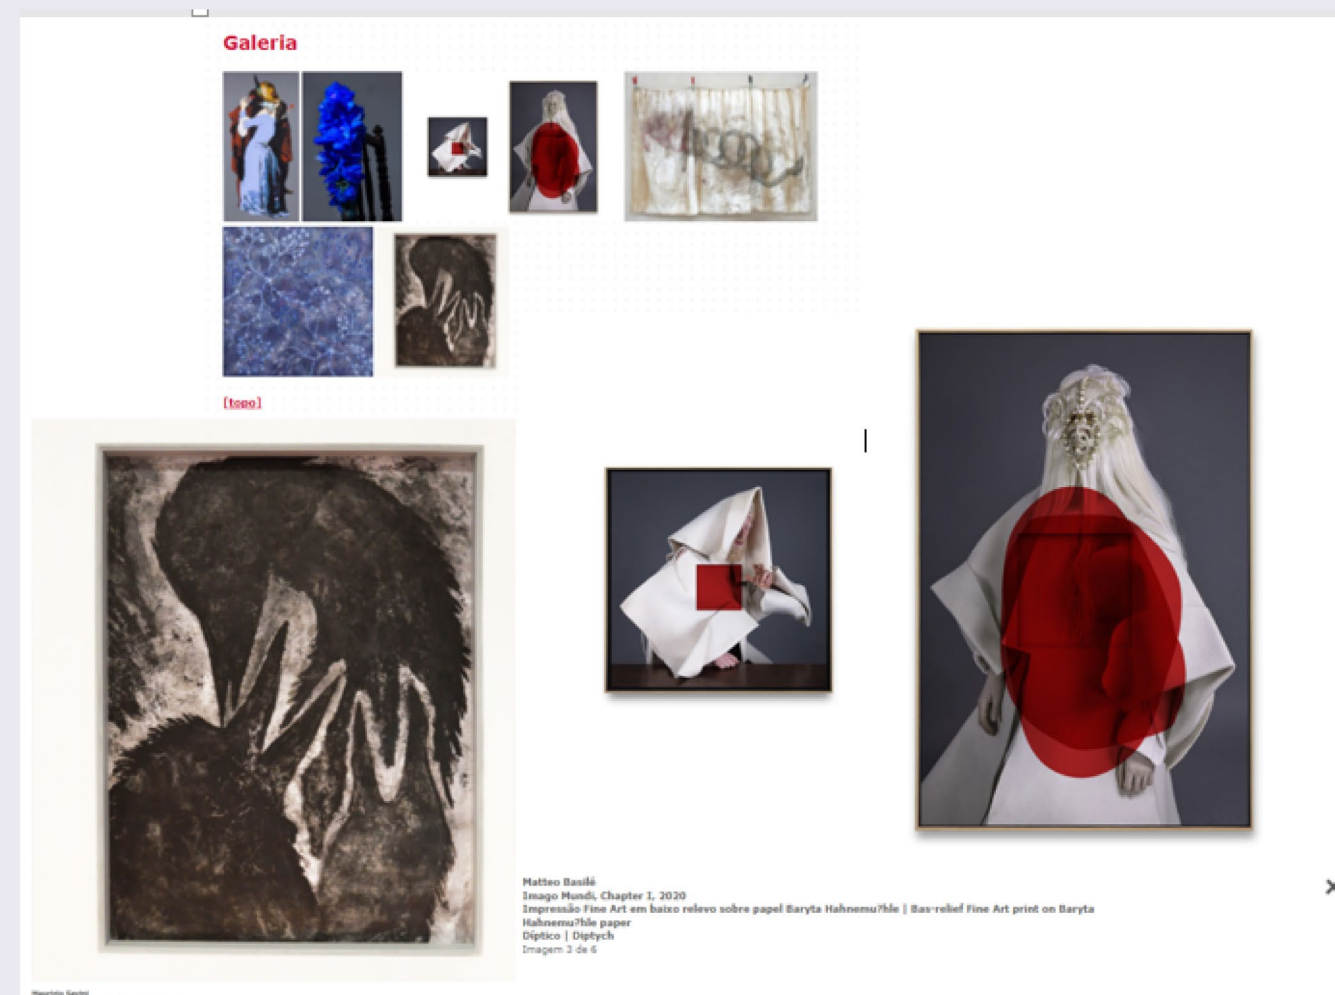 Galeria
[topo]
Matteo Basilé
Imago Mundi, Chapter I, 2020
Impressão Fine Art em baixo relevo sobre papel Baryta Hahnemu?hle | Bas-relief Fine Art print on Baryta
Hahnemu?hle paper
Díptico | Diptych
Imagem 3 de 6